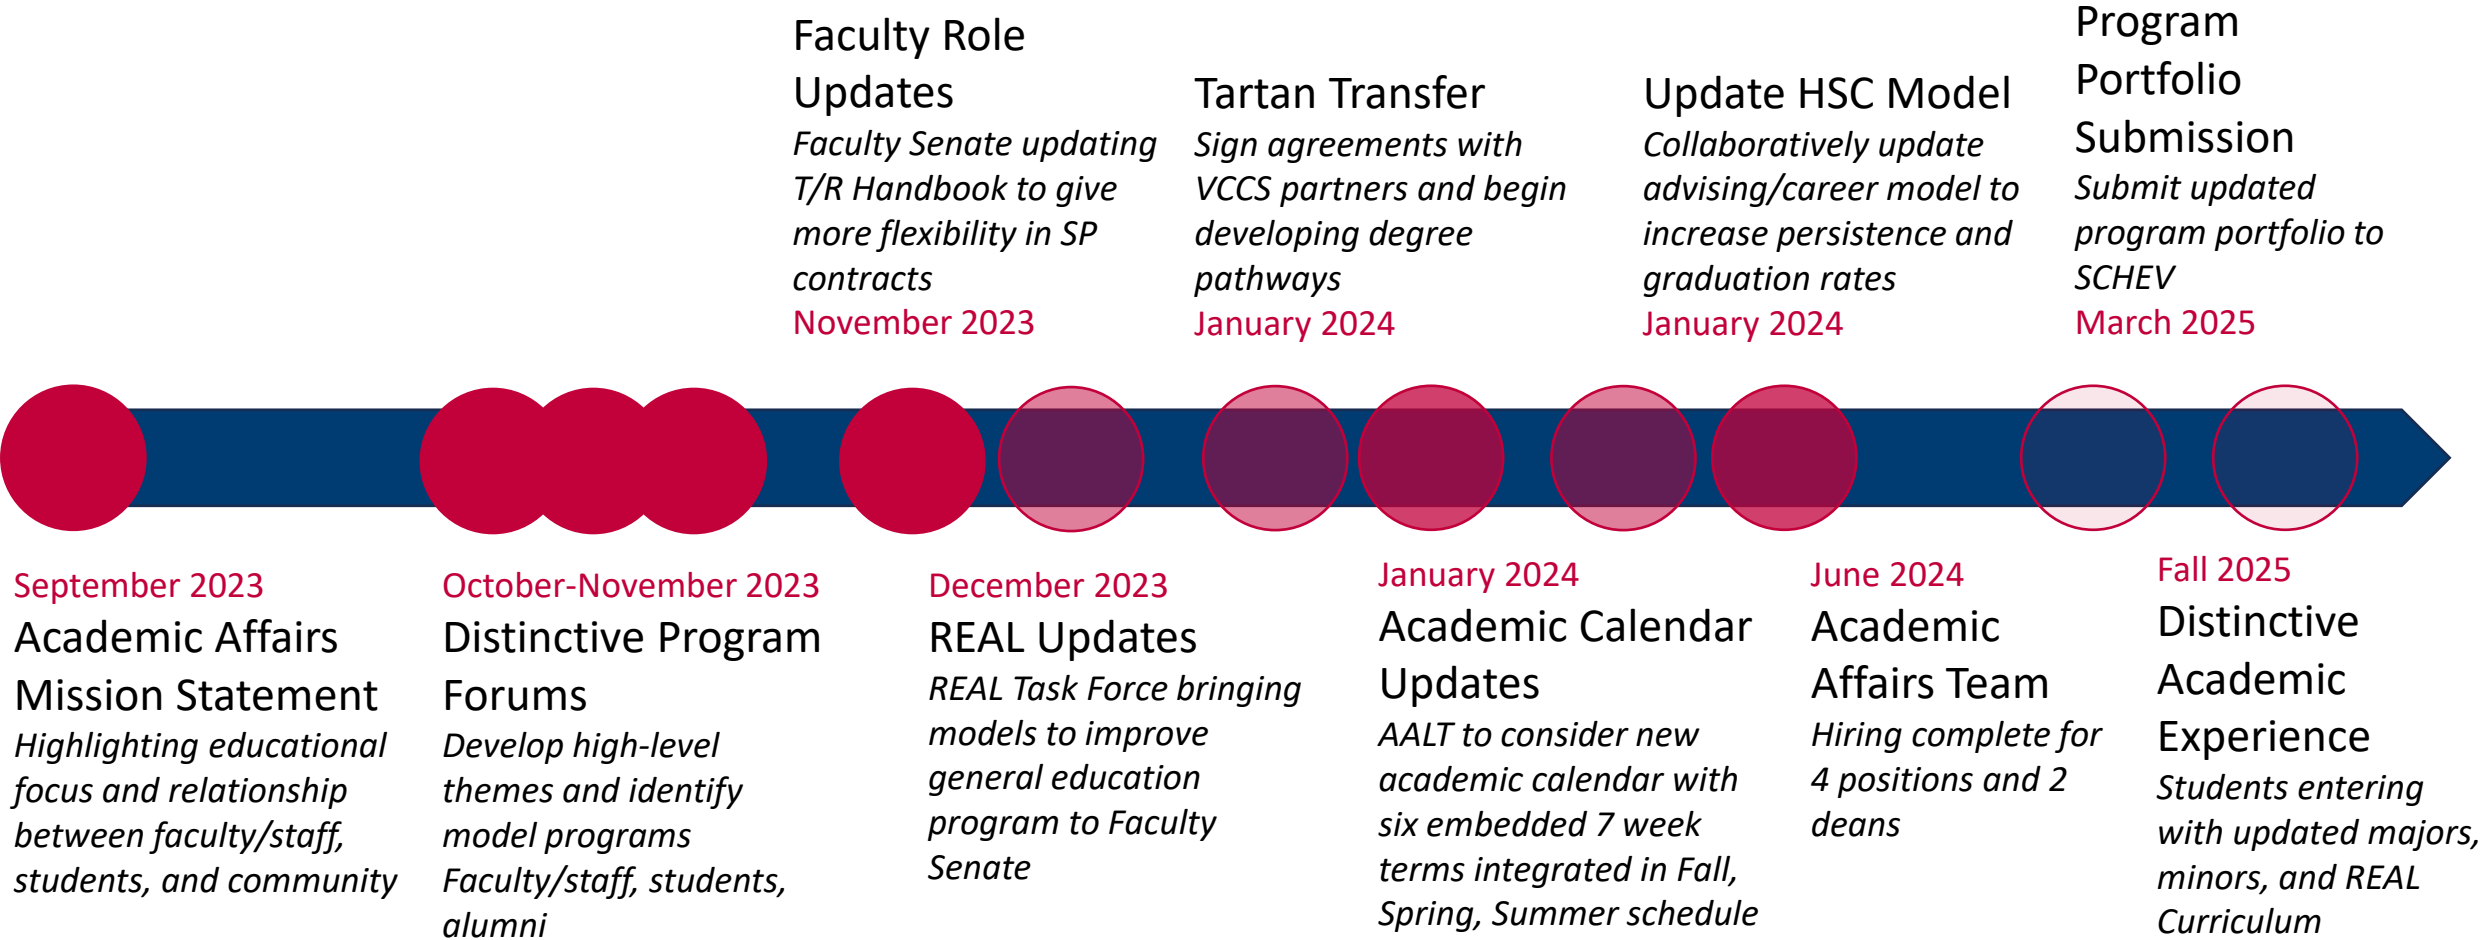 Faculty Role
Updates
Faculty Senate updating
T/R Handbook to give
more flexibility in SP
contracts
November 2023
Tartan Transfer
Sign agreements with
VCCS partners and begin
developing degree
pathways
January 2024
Update HSC Model
Collaboratively update
advising/career model to
increase persistence and
graduation rates
January 2024
Program
Portfolio
Submission
Submit updated
program portfolio to
SCHEV
March 2025
September 2023
Academic Affairs
Mission Statement
Highlighting educational
focus and relationship
between faculty/staff,
students, and community
October-November 2023
Distinctive Program
Forums
Develop high-level
themes and identify
model programs
Faculty/staff, students,
alumni
December 2023
REAL Updates
REAL Task Force bringing
models to improve
general education
program to Faculty
Senate
January 2024
Academic Calendar
Updates
AALT to consider new
academic calendar with
six embedded 7 week
terms integrated in Fall,
Spring, Summer schedule
June 2024
Academic
Affairs Team
Hiring complete for
4 positions and 2
deans
Fall 2025
Distinctive
Academic
Experience
Students entering
with updated majors,
minors, and REAL
Curriculum